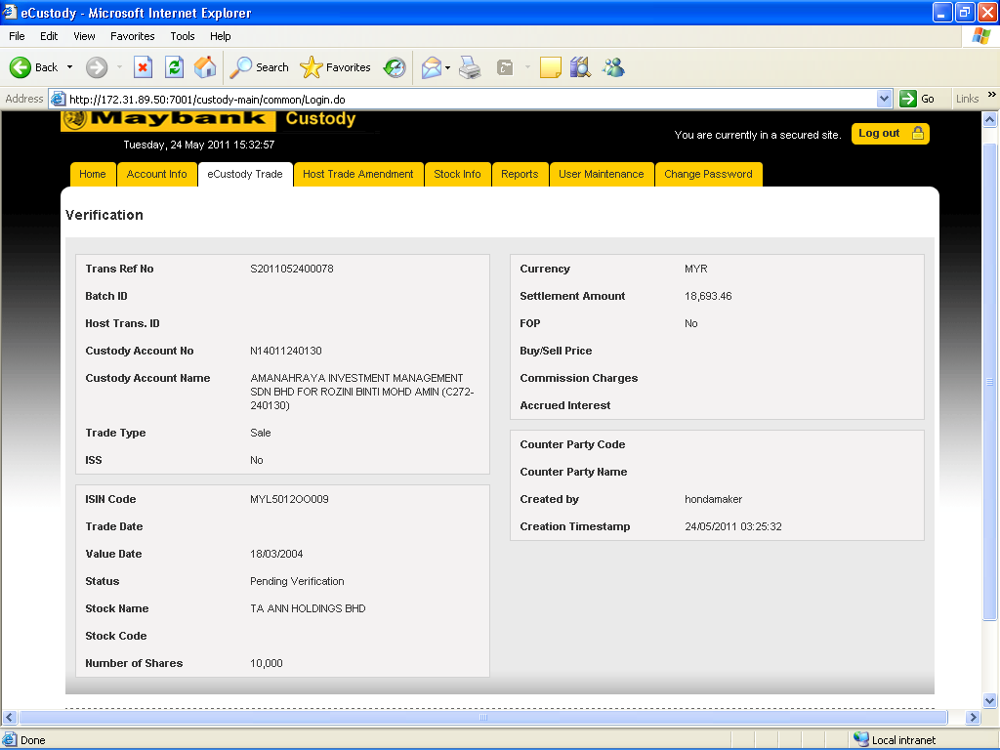 eCustody - Microsoft Internet Explorer
File Edit View Favorites Tools Help
Back Search Favorites
Address http://172.31.89.50:7001/custody-main/common/Login.do Go Links »
Maybank Custody
Tuesday, 24 May 2011 15:32:57
You are currently in a secured site. Log out
Home Account Info eCustody Trade Host Trade Amendment Stock Info Reports User Maintenance Change Password
Verification
Trans Ref No S2011052400078
Batch ID
Host Trans. ID
Custody Account No N14011240130
Custody Account Name AMANAHRAYA INVESTMENT MANAGEMENT
SDN BHD FOR ROZINI BINTI MOHD AMIN (C272-
240130)
Trade Type Sale
ISS No
ISIN Code MYL5012OO009
Trade Date
Value Date 18/03/2004
Status Pending Verification
Stock Name TA ANN HOLDINGS BHD
Stock Code
Number of Shares 10,000
Currency MYR
Settlement Amount 18,693.46
FOP No
Buy/Sell Price
Commission Charges
Accrued Interest
Counter Party Code
Counter Party Name
Created by hondamaker
Creation Timestamp 24/05/2011 03:25:32
Done Local intranet